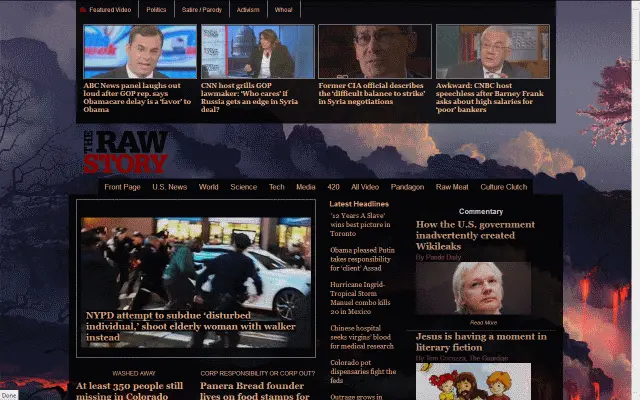 Featured Video
Politics
Satire / Parody
Activism
Whoa!
ABC News panel laughs out
loud after GOP rep. says
Obamacare delay is a 'favor' to
Obama
CNN host grills GOP
lawmaker: 'Who cares' if
Russia gets an edge in Syria
deal?
Former CIA official describes
the 'difficult balance to strike'
in Syria negotiations
Awkward: CNBC host
speechless after Barney Frank
asks about high salaries for
'poor' bankers
THE RAW
STORY
Front Page
U.S. News
World
Science
Tech
Media
420
All Video
Pandagon
Raw Meat
Culture Clutch
NYPD attempt to subdue 'disturbed
individual,' shoot elderly woman with walker
instead
WASHED AWAY
At least 350 people still
missing in Colorado
CORP RESPONSIBILITY OR CORP OUT?
Panera Bread founder
lives on food stamps for
Latest Headlines
'12 Years A Slave'
wins best picture in
Toronto
Obama pleased Putin
takes responsibility
for 'client' Assad
Hurricane Ingrid-
Tropical Storm
Manuel combo kills
20 in Mexico
Chinese hospital
seeks virgins' blood
for medical research
Colorado pot
dispensaries fight the
feds
Outrage grows in
Commentary
How the U.S. government
inadvertently created
Wikileaks
By Pando Daily
Read More
Jesus is having a moment in
literary fiction
The Guardian
Done